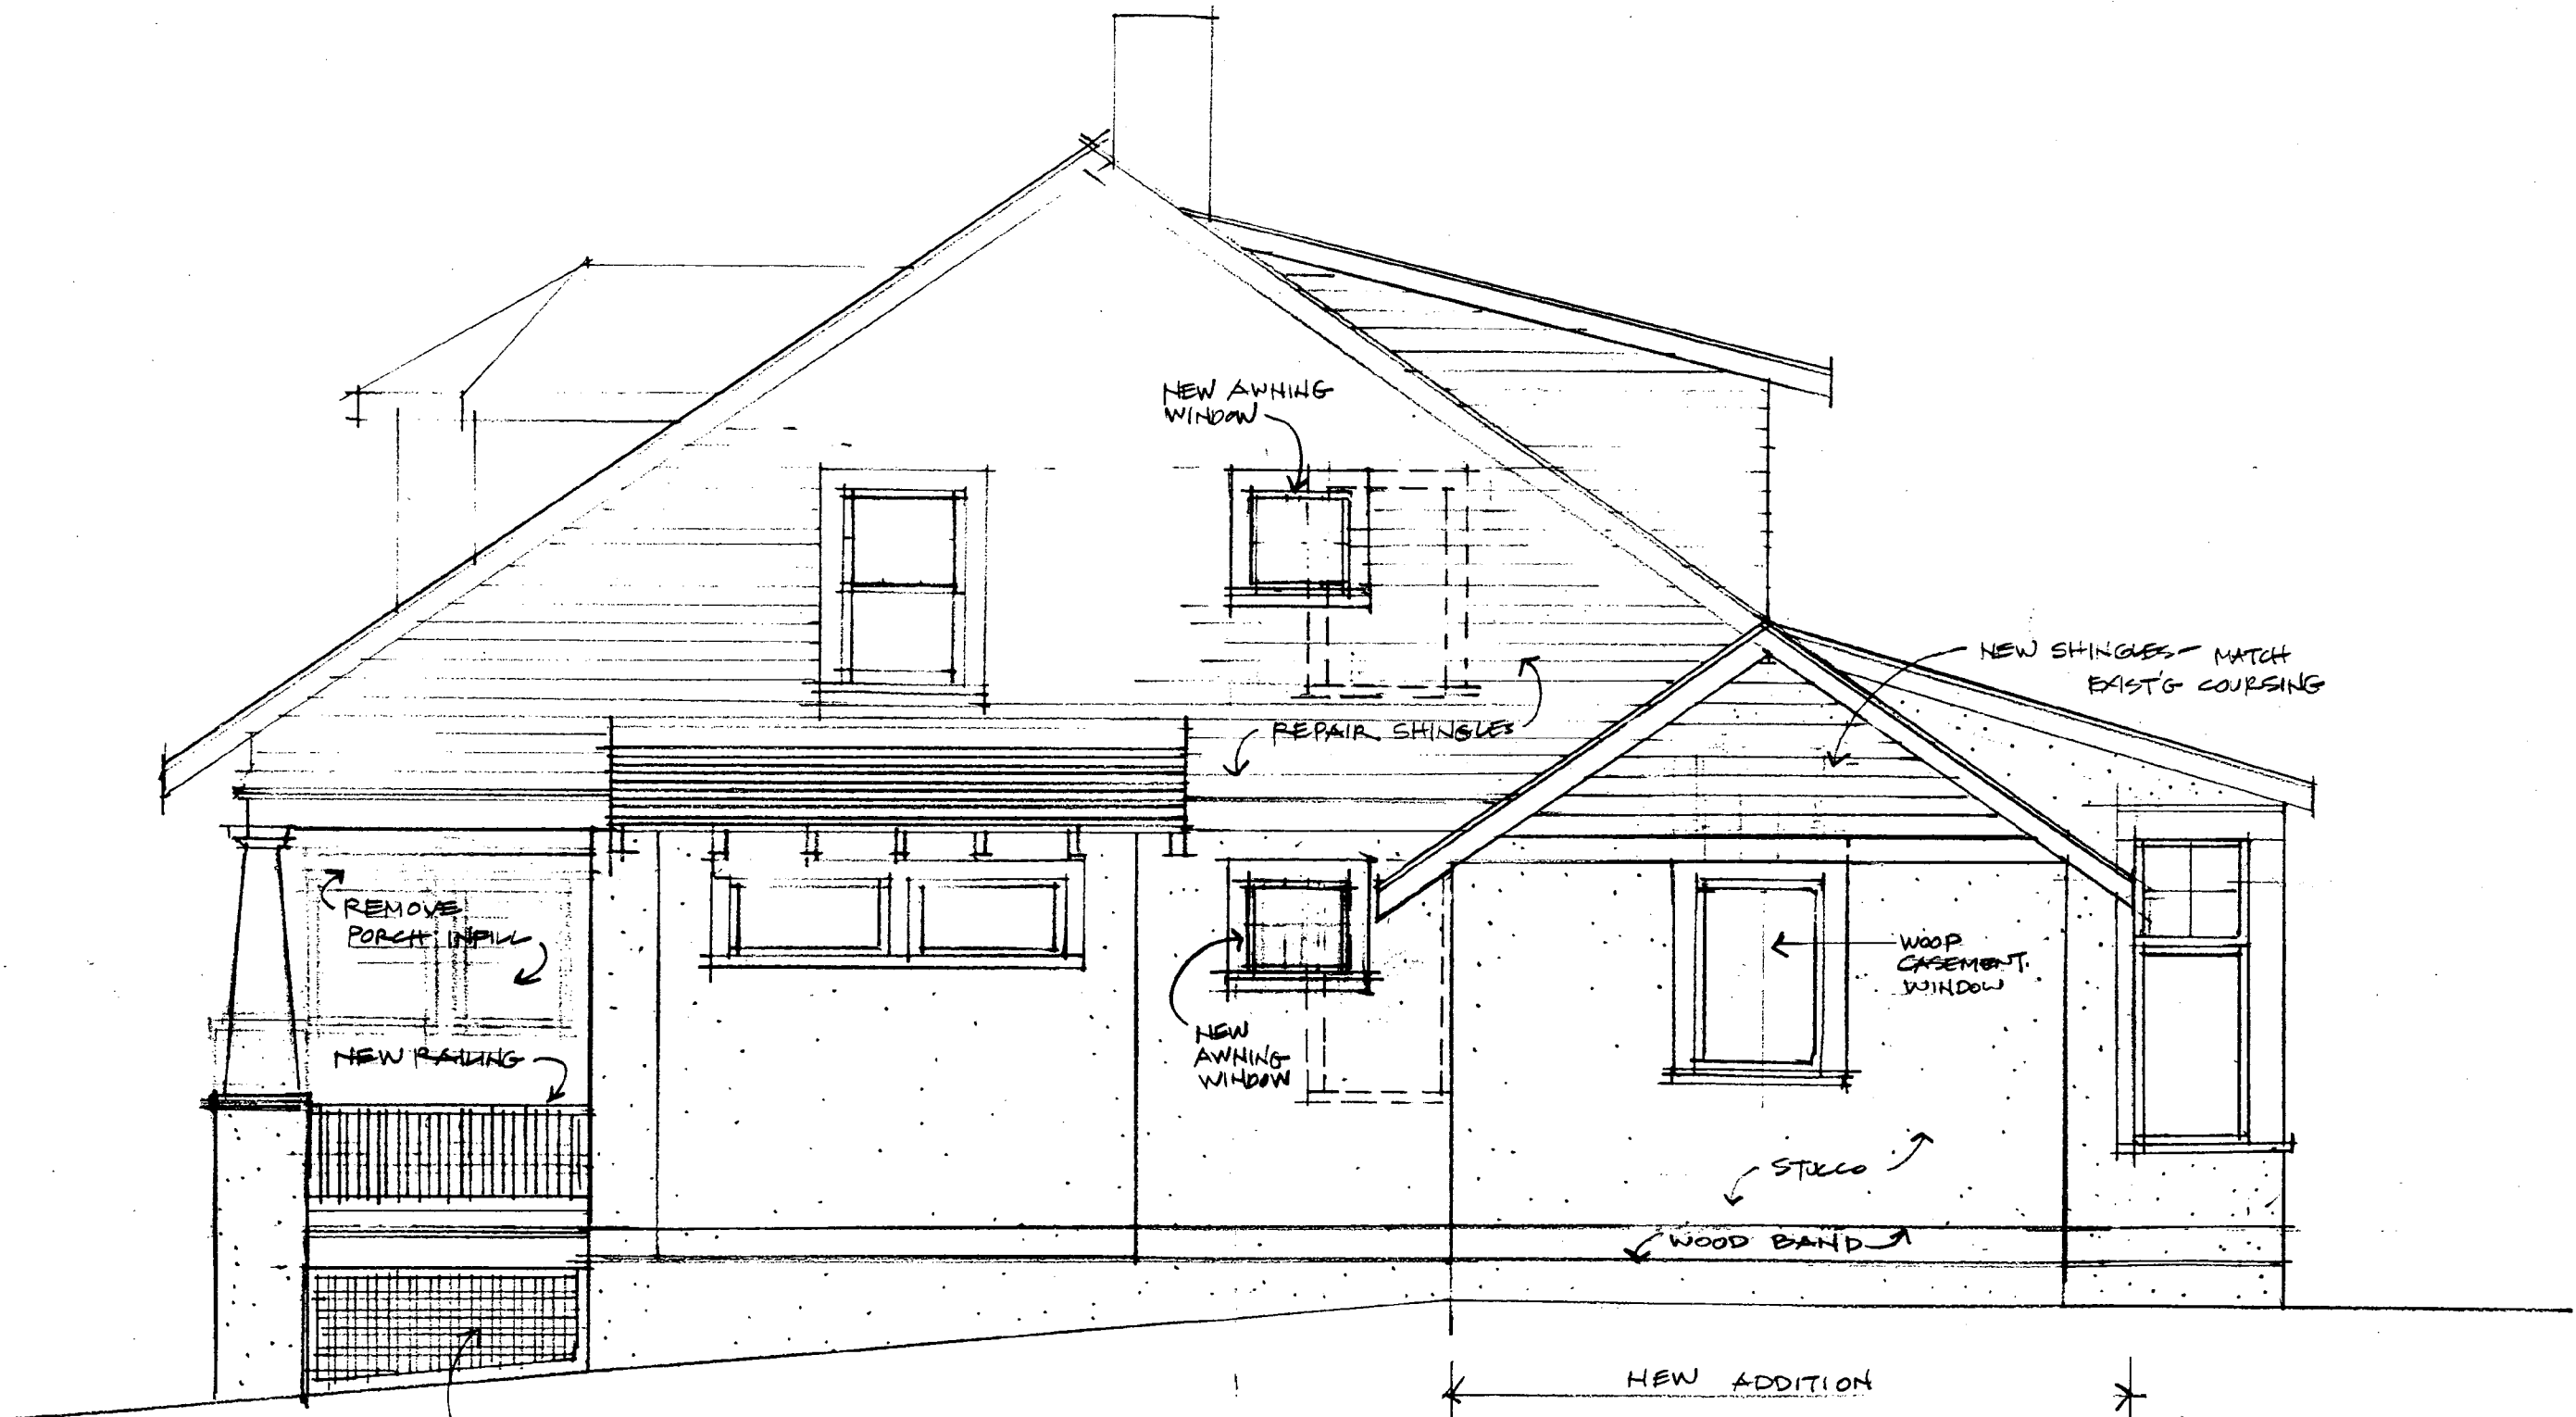 NEW AWNING
WINDOW
NEW SHINGLES- MATCH
EXIST'G COURSING
REPAIR SHINGLES
REMOVE
PORCH INFILL
WOOD
CASEMENT
WINDOW
NEW
AWNING
WINDOW
NEW RAILING
STUCCO
WOOD BAND
NEW ADDITION